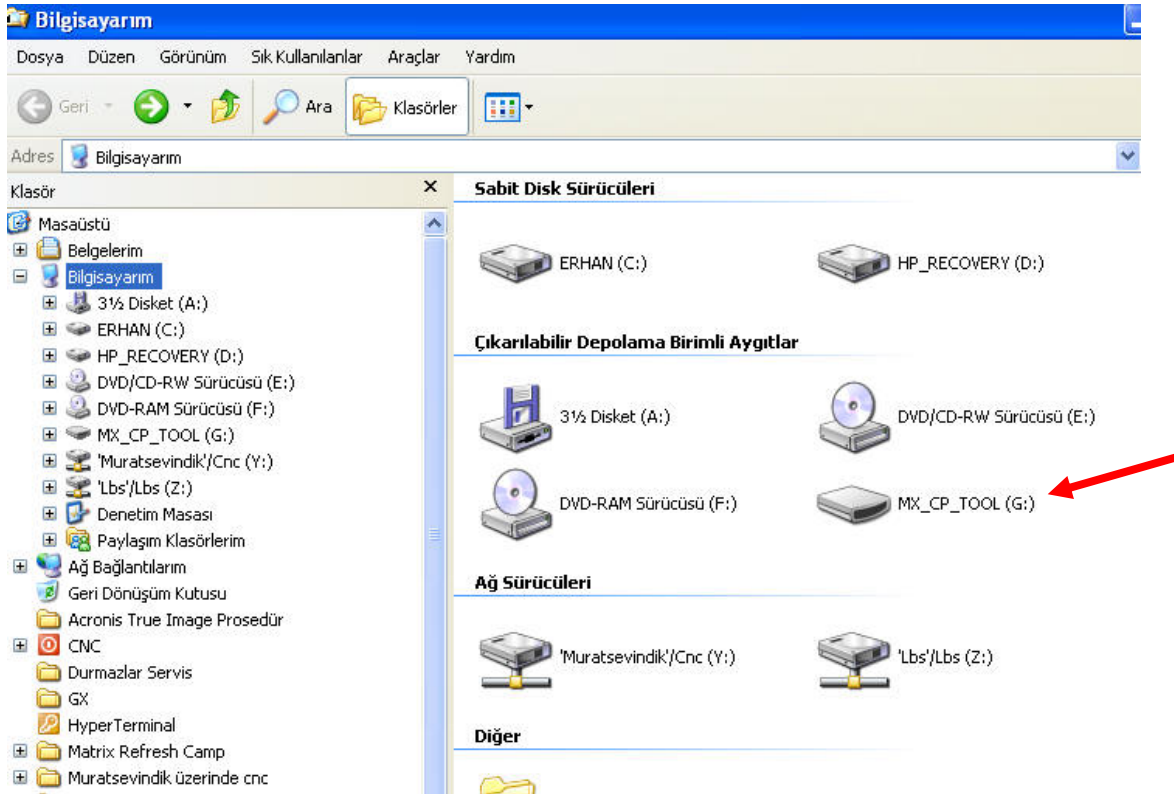 Bilgisayarım
Dosya Düzen Görünüm Sık Kullanılanlar Araçlar Yardım
Geri Ara Klasörler
Adres Bilgisayarım
Klasör
Masaüstü
Belgelerim
Bilgisayarım
3½ Disket (A:)
ERHAN (C:)
HP_RECOVERY (D:)
DVD/CD-RW Sürücüsü (E:)
DVD-RAM Sürücüsü (F:)
MX_CP_TOOL (G:)
'Muratsevindik'/Cnc (Y:)
'Lbs'/Lbs (Z:)
Denetim Masası
Paylaşım Klasörlerim
Ağ Bağlantılarım
Geri Dönüşüm Kutusu
Acronis True Image Prosedür
CNC
Durmazlar Servis
GX
HyperTerminal
Matrix Refresh Camp
Muratsevindik üzerinde cnc
Sabit Disk Sürücüleri
ERHAN (C:) HP_RECOVERY (D:)
Çıkarılabilir Depolama Birimli Aygıtlar
3½ Disket (A:) DVD/CD-RW Sürücüsü (E:)
DVD-RAM Sürücüsü (F:) MX_CP_TOOL (G:)
Ağ Sürücüleri
'Muratsevindik'/Cnc (Y:) 'Lbs'/Lbs (Z:)
Diğer